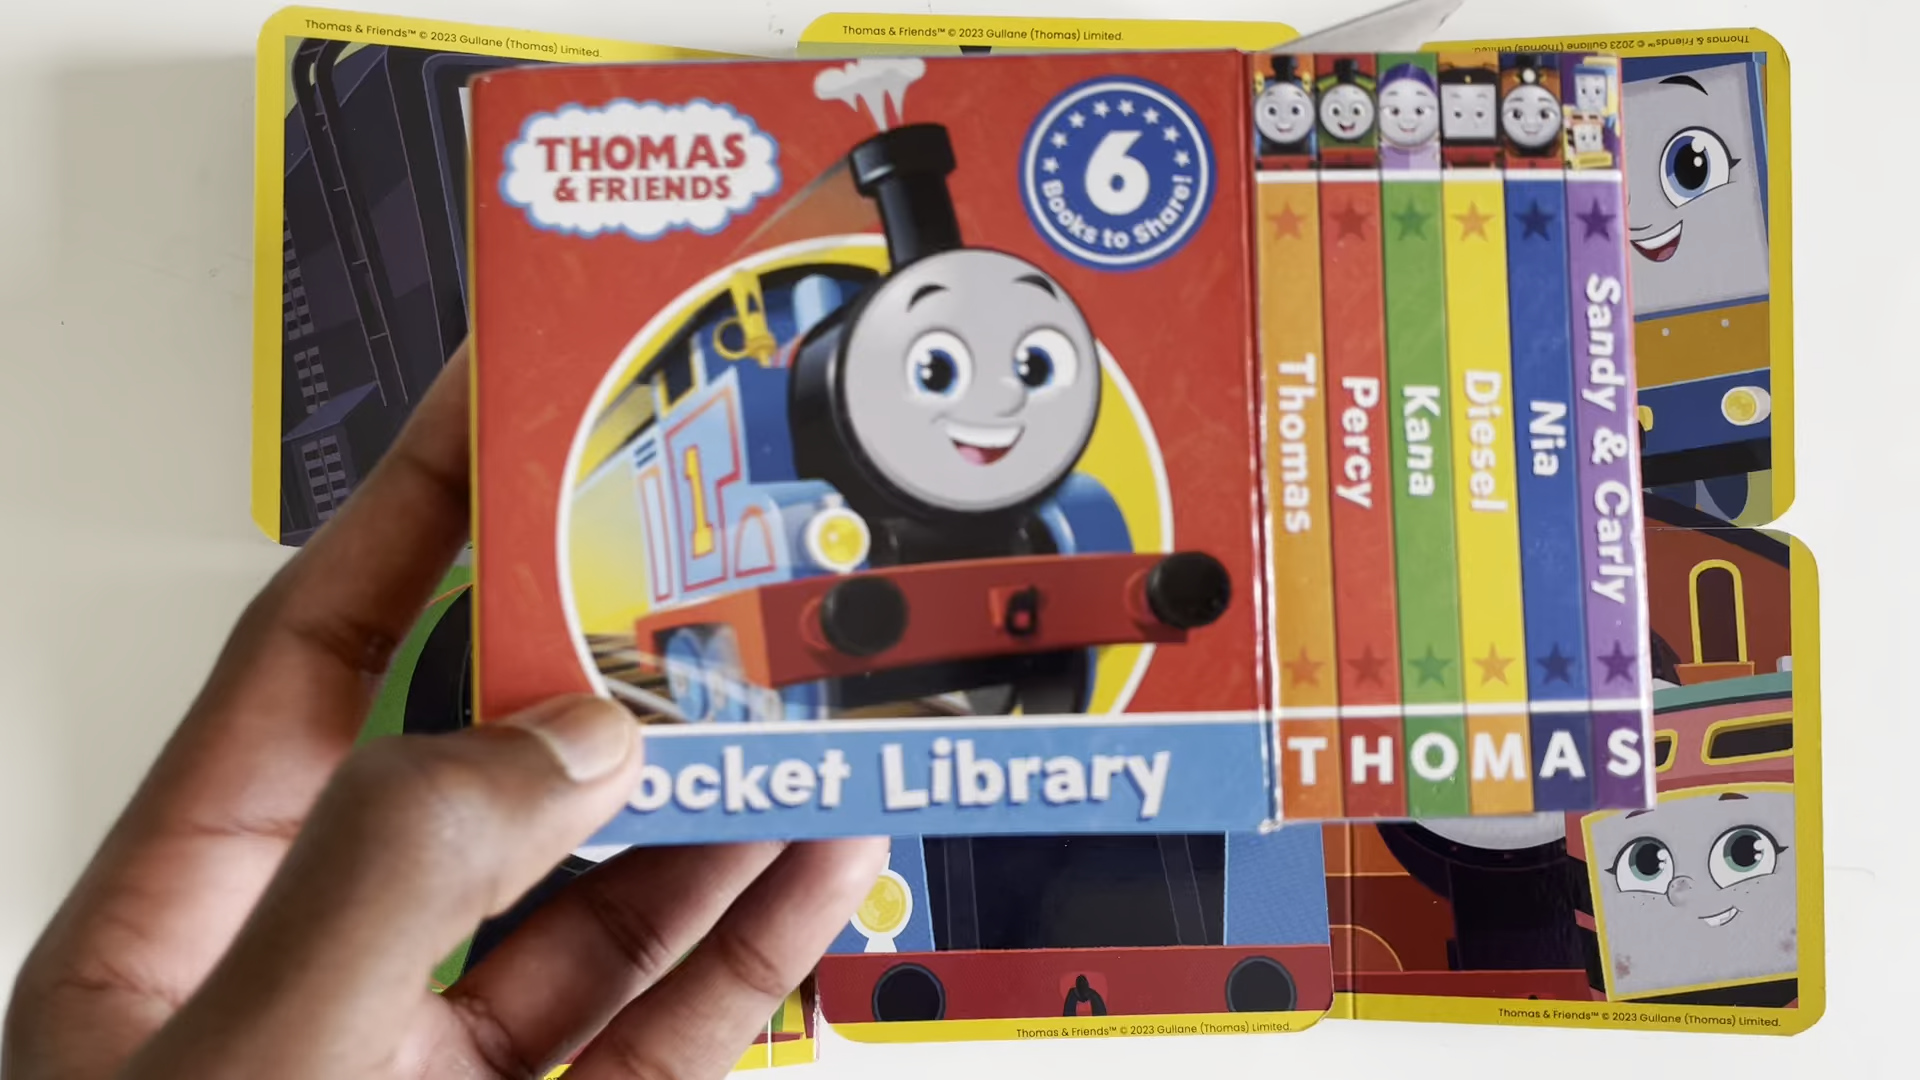 Thomas & Friends™ © 2023 Gullane (Thomas) Limited.
Thomas & Friends™ © 2023 Gullane (Thomas) Limited.
Thomas & Friends™ © 2023 Gullane (Thomas) Limited.
THOMAS
& FRIENDS
6
Books to Share!
1
Thomas
Percy
Kana
Diesel
Nia
Sandy & Carly
ocket Library
T H O M A S
Thomas & Friends™ © 2023 Gullane (Thomas) Limited.
Thomas & Friends™ © 2023 Gullane (Thomas) Limited.